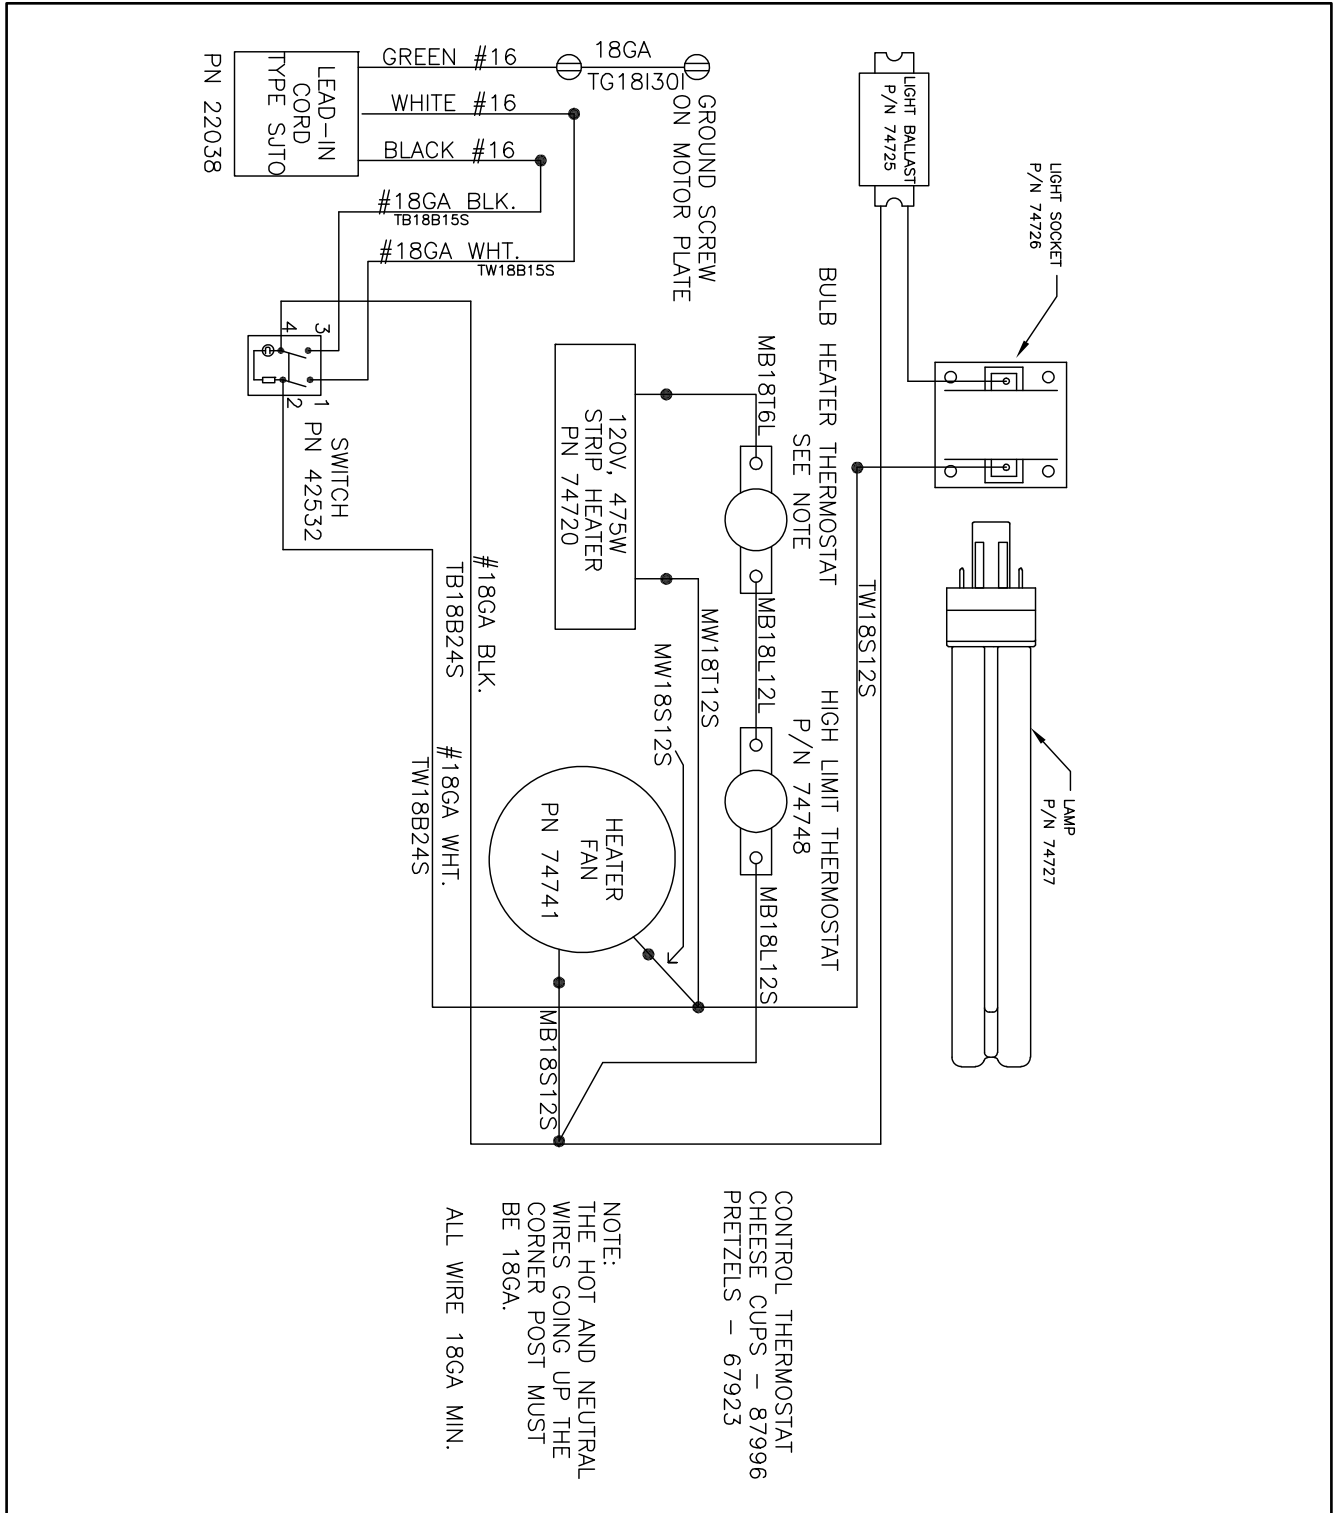 LEAD-IN
CORD
TYPE SJTO
PN 22038
GREEN #16
WHITE #16
BLACK #16
18GA
TG18I30I
GROUND SCREW
ON MOTOR PLATE
#18GA BLK.
TB18B15S
#18GA WHT.
TW18B15S
3
4
1
2
SWITCH
PN 42532
LIGHT BALLAST
P/N 74725
LIGHT SOCKET
P/N 74726
BULB HEATER THERMOSTAT
SEE NOTE
MB18T6L
120V, 475W
STRIP HEATER
PN 74720
#18GA BLK.
TB18B24S
#18GA WHT.
TW18B24S
MB18L12L
MW18T12S
MW18S12S
TW18S12S
HIGH LIMIT THERMOSTAT
P/N 74748
HEATER
FAN
PN 74741
MB18L12S
MB18S12S
LAMP
P/N 74727
CONTROL THERMOSTAT
CHEESE CUPS - 87996
PRETZELS - 67923
NOTE:
THE HOT AND NEUTRAL
WIRES GOING UP THE
CORNER POST MUST
BE 18GA.
ALL WIRE 18GA MIN.